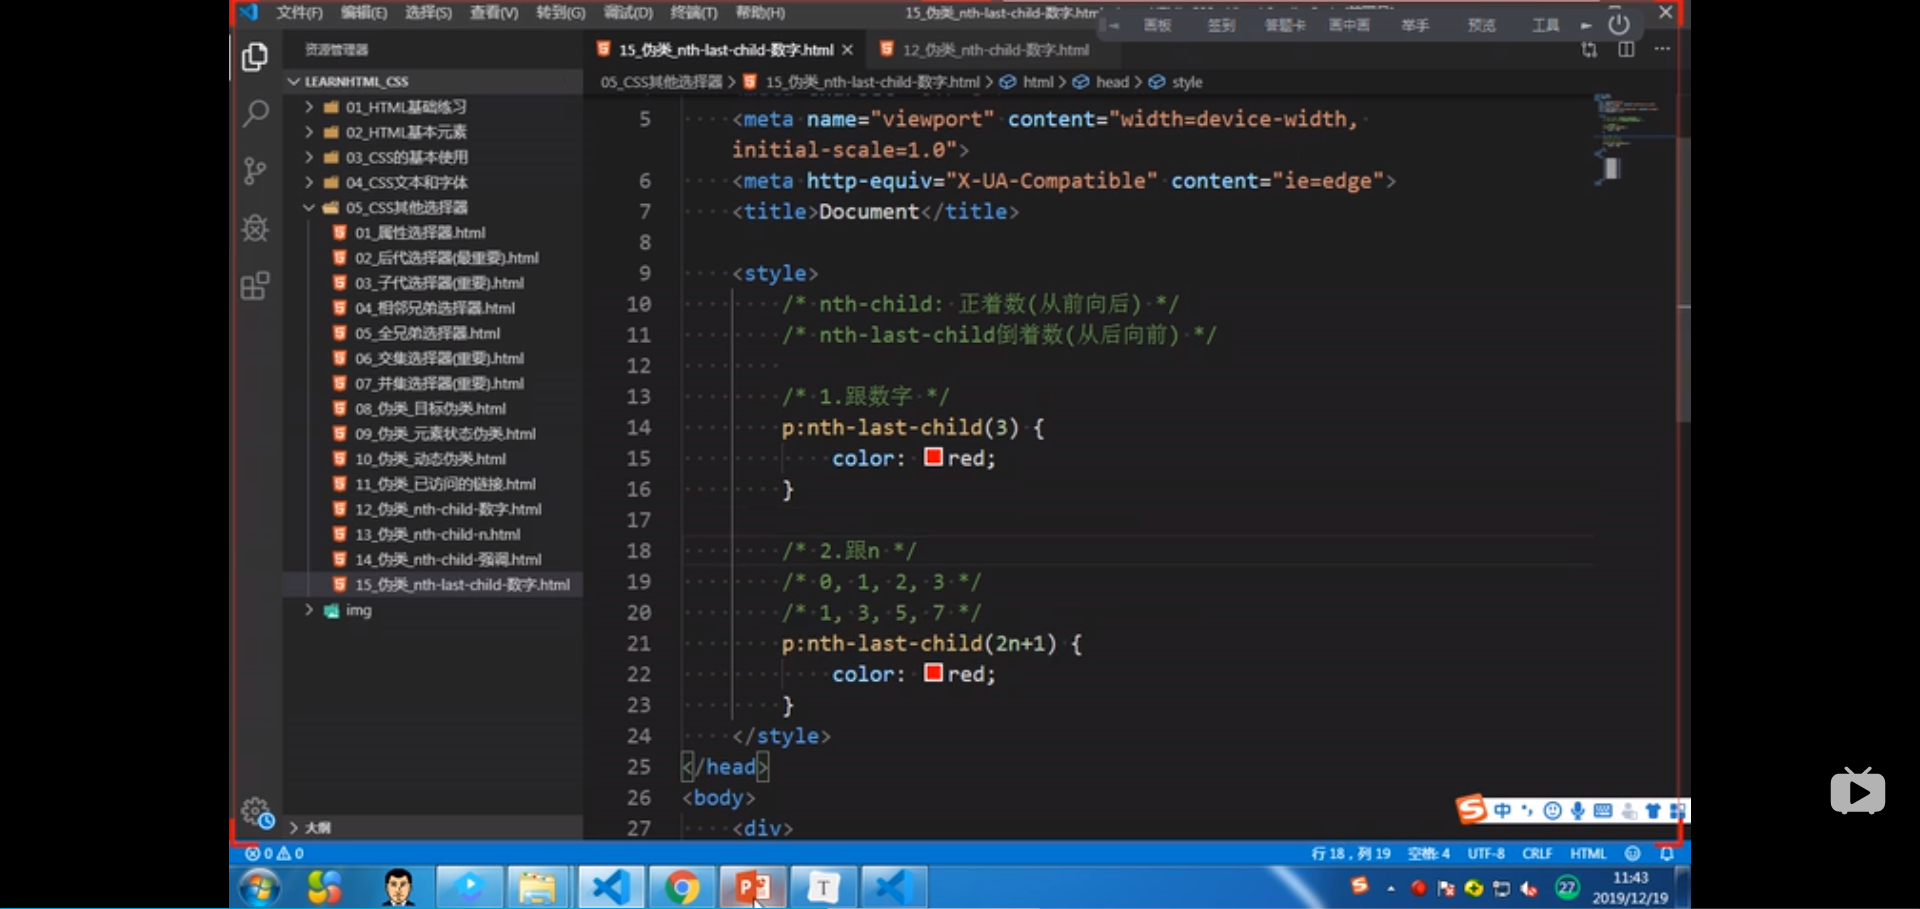 文件(F) 编辑(E) 选择(S) 查看(V) 转到(G) 调试(D) 终端(T) 帮助(H)
15_伪类_nth-last-child-数字.htm
画板 签到 答题卡 画中画 举手 预览 工具
资源管理器
15_伪类_nth-last-child-数字.html
12_伪类_nth-child-数字.html
LEARNHTML_CSS
05_CSS其他选择器 > 15_伪类_nth-last-child-数字.html > html > head > style
01_HTML基础练习
02_HTML基本元素
03_CSS的基本使用
04_CSS文本和字体
05_CSS其他选择器
01_属性选择器.html
02_后代选择器(最重要).html
03_子代选择器(重要).html
04_相邻兄弟选择器.html
05_全兄弟选择器.html
06_交集选择器(重要).html
07_并集选择器(重要).html
08_伪类_目标伪类.html
09_伪类_元素状态伪类.html
10_伪类_动态伪类.html
11_伪类_已访问的链接.html
12_伪类_nth-child-数字.html
13_伪类_nth-child-n.html
14_伪类_nth-child-强调.html
15_伪类_nth-last-child-数字.html
img
大纲
5 <meta name="viewport" content="width=device-width,
initial-scale=1.0">
6 <meta http-equiv="X-UA-Compatible" content="ie=edge">
7 <title>Document</title>
8
9 <style>
10 /* nth-child: 正着数(从前向后) */
11 /* nth-last-child倒着数(从后向前) */
12
13 /* 1.跟数字 */
14 p:nth-last-child(3) {
15 color: red;
16 }
17
18 /* 2.跟n */
19 /* 0, 1, 2, 3 */
20 /* 1, 3, 5, 7 */
21 p:nth-last-child(2n+1) {
22 color: red;
23 }
24 </style>
25 </head>
26 <body>
27 <div>
中
0 0
行 18，列 19 空格: 4 UTF-8 CRLF HTML
27
11:43
2019/12/19